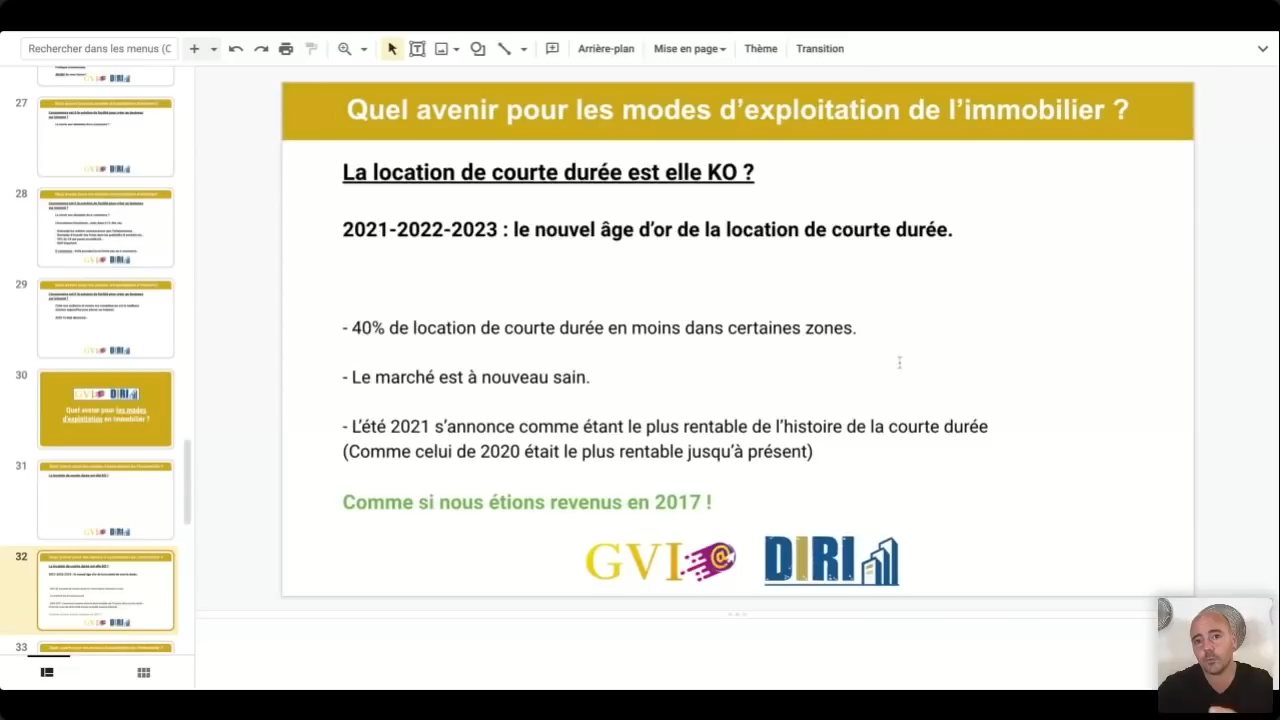 Rechercher dans les menus (C
Arrière-plan
Mise en page
Thème
Transition
27
28
29
30
GVI DIRI
Quel avenir pour les modes
d'exploitation en immobilier ?
31
32
33
Quel avenir pour les modes d'exploitation de l'immobilier ?
La location de courte durée est elle KO ?
2021-2022-2023 : le nouvel âge d'or de la location de courte durée.
- 40% de location de courte durée en moins dans certaines zones.
- Le marché est à nouveau sain.
- L'été 2021 s'annonce comme étant le plus rentable de l'histoire de la courte durée
(Comme celui de 2020 était le plus rentable jusqu'à présent)
Comme si nous étions revenus en 2017 !
GVI@ DIRI